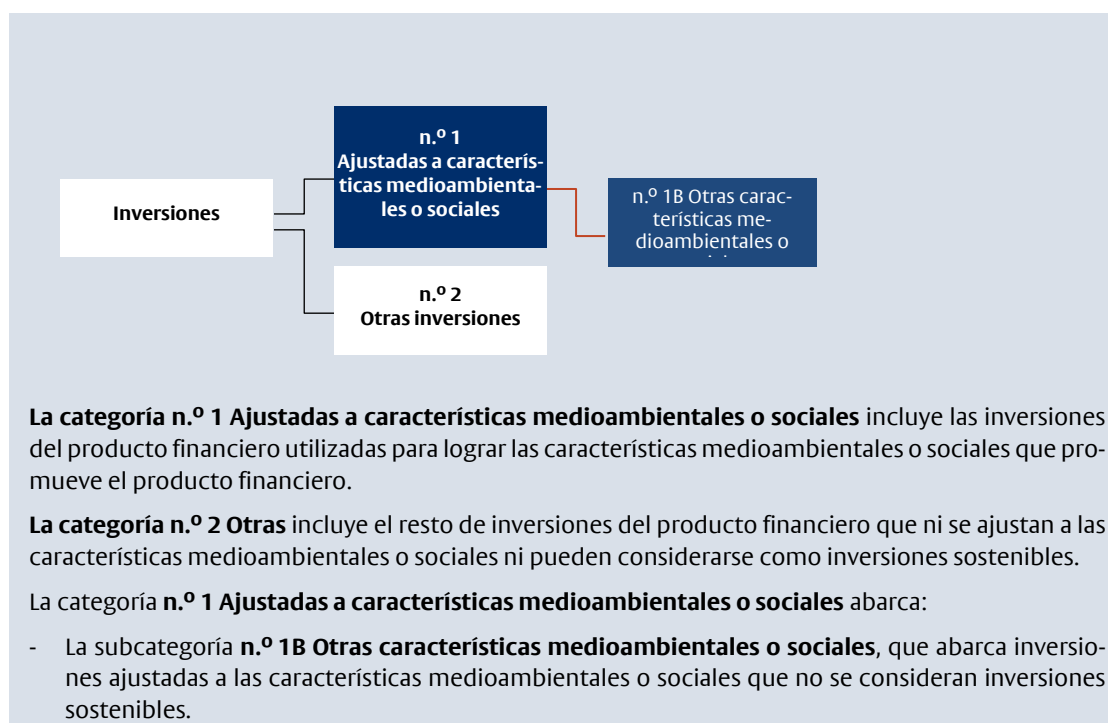 n.º 1
Ajustadas a caracterís-
ticas medioambienta-
les o sociales
Inversiones
n.º 1B Otras carac-
terísticas me-
dioambientales o
n.º 2
Otras inversiones
La categoría n.º 1 Ajustadas a características medioambientales o sociales incluye las inversiones
del producto financiero utilizadas para lograr las características medioambientales o sociales que pro-
mueve el producto financiero.
La categoría n.º 2 Otras incluye el resto de inversiones del producto financiero que ni se ajustan a las
características medioambientales o sociales ni pueden considerarse como inversiones sostenibles.
La categoría n.º 1 Ajustadas a características medioambientales o sociales abarca:
- La subcategoría n.º 1B Otras características medioambientales o sociales, que abarca inversio-
nes ajustadas a las características medioambientales o sociales que no se consideran inversiones
sostenibles.